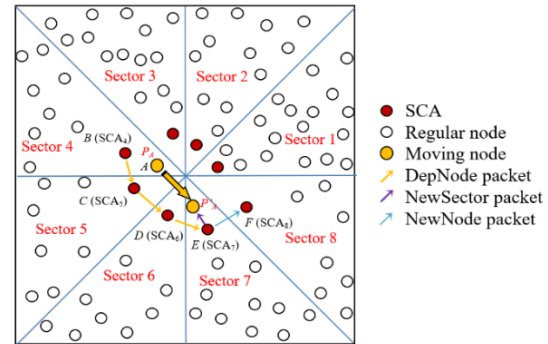 Sector 3
Sector 2
Sector 1
Sector 4
B (SCA4)
PA
A
C (SCA5)
P'A
D (SCA6)
F (SCA8)
E (SCA7)
Sector 5
Sector 8
Sector 6
Sector 7
SCA
Regular node
Moving node
DepNode packet
NewSector packet
NewNode packet